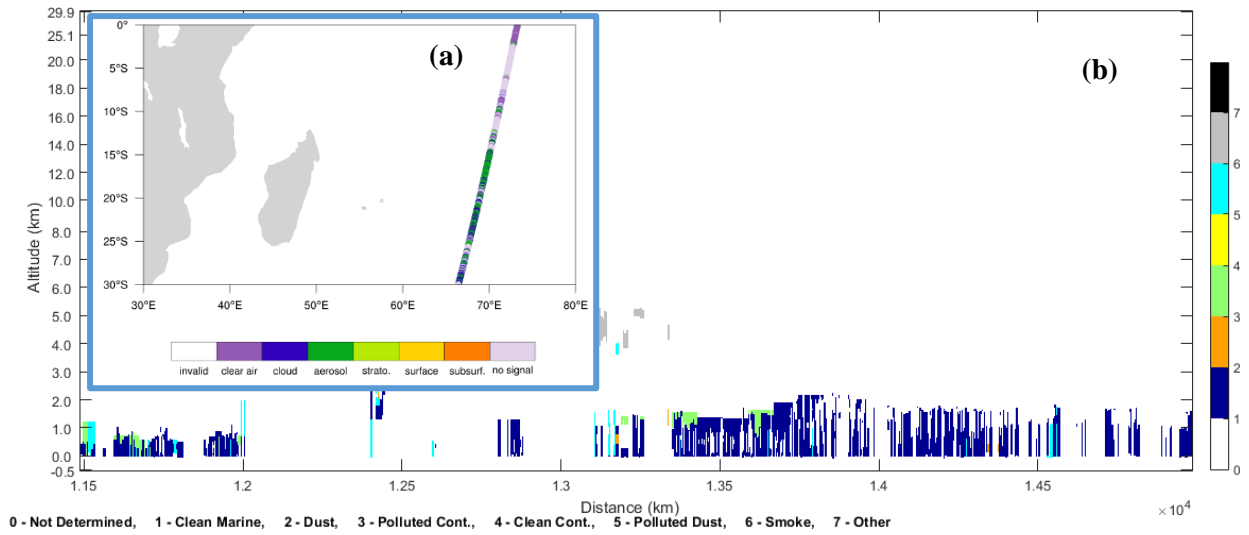 29.9
25.1
20.0
18.0
16.0
14.0
12.0
10.0
8.0
7.0
6.0
5.0
4.0
3.0
2.0
1.0
0.0
-0.5
Altitude (km)
(a)
0°
5°S
10°S
15°S
20°S
25°S
30°S
30°E 40°E 50°E 60°E 70°E 80°E
invalid clear air cloud aerosol strato. surface subsurf. no signal
(b)
7
6
5
4
3
2
1
0
1.15 1.2 1.25 1.3 1.35 1.4 1.45
Distance (km)
×10⁴
0 - Not Determined, 1 - Clean Marine, 2 - Dust, 3 - Polluted Cont., 4 - Clean Cont., 5 - Polluted Dust, 6 - Smoke, 7 - Other